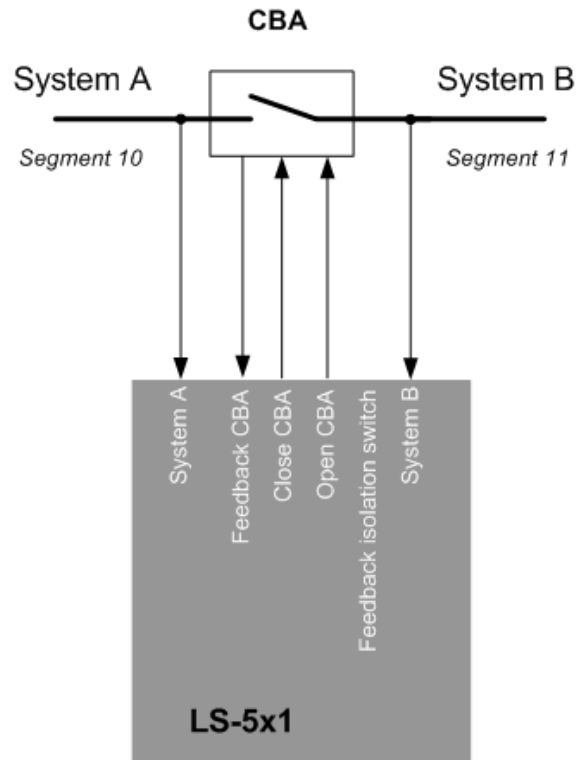 CBA
System A
System B
Segment 10
Segment 11
System A
Feedback CBA
Close CBA
Open CBA
Feedback isolation switch
System B
LS-5x1